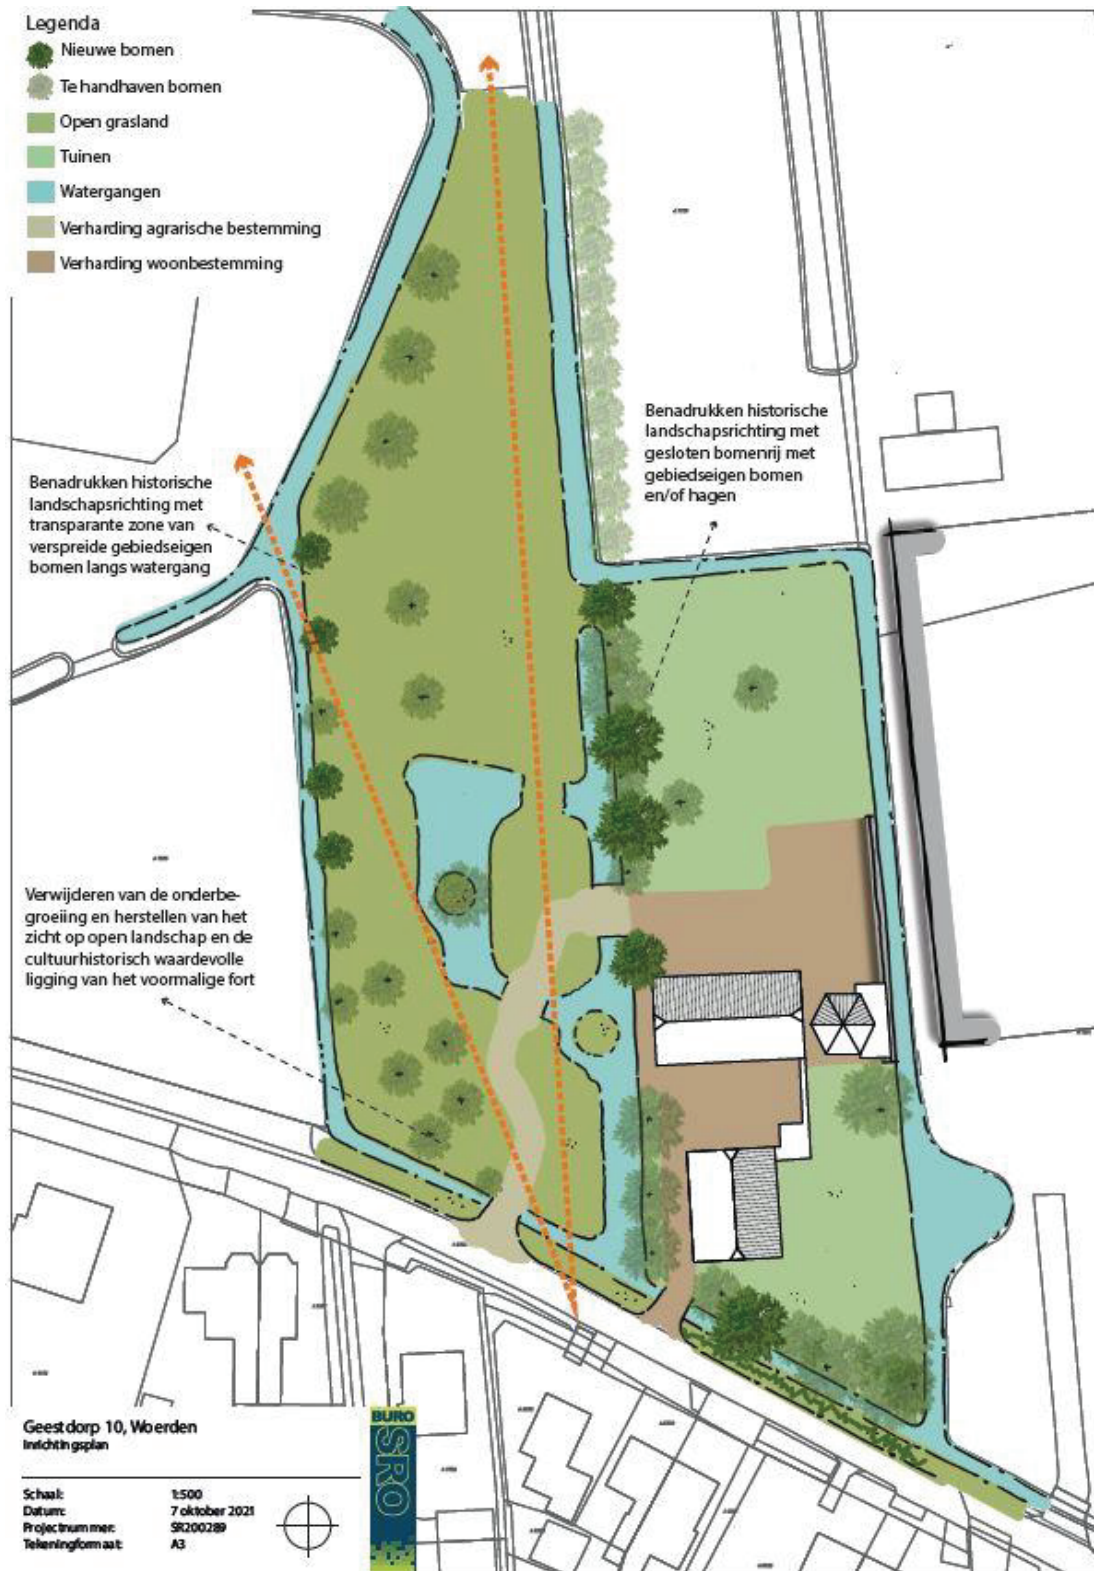 Legenda
Nieuwe bomen
Te handhaven bomen
Open grasland
Tuinen
Watergangen
Verharding agrarische bestemming
Verharding woonbestemming
Benadrukken historische
landschapsrichting met
gesloten bomenrij met
gebiedseigen bomen
en/of hagen
Benadrukken historische
landschapsrichting met
transparante zone van
verspreide gebiedseigen
bomen langs watergang
Verwijderen van de onderbe-
groeiing en herstellen van het
zicht op open landschap en de
cultuurhistorisch waardevolle
ligging van het voormalige fort
Geestdorp 10, Woerden
Inrichtingsplan
Schaal: 1:500
Datum: 7 oktober 2021
Projectnummer: SR200289
Tekeningformaat: A3
BURO
SRO